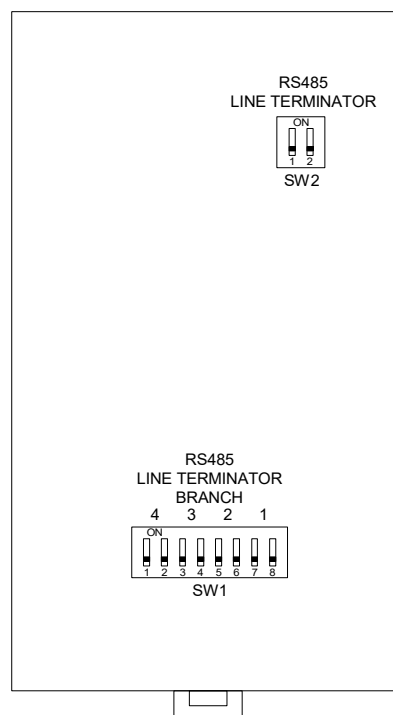 RS485
LINE TERMINATOR
ON
1 2
SW2
RS485
LINE TERMINATOR
BRANCH
4 3 2 1
ON
1 2 3 4 5 6 7 8
SW1